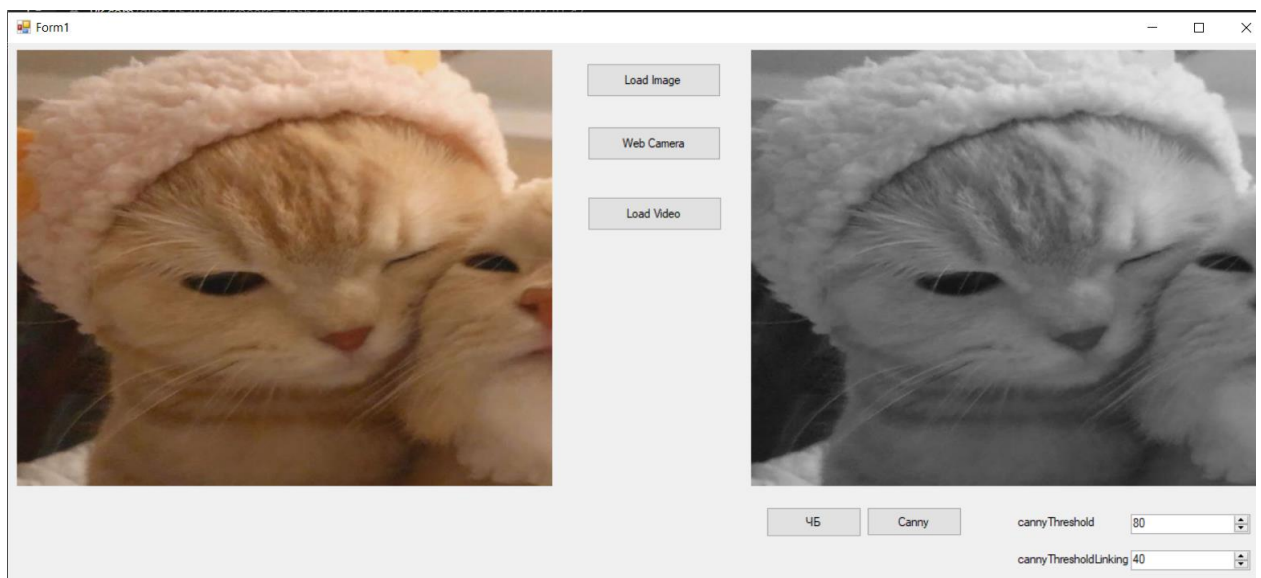 Form1
Load Image
Web Camera
Load Video
ЧБ
Canny
cannyThreshold
80
cannyThresholdLinking
40